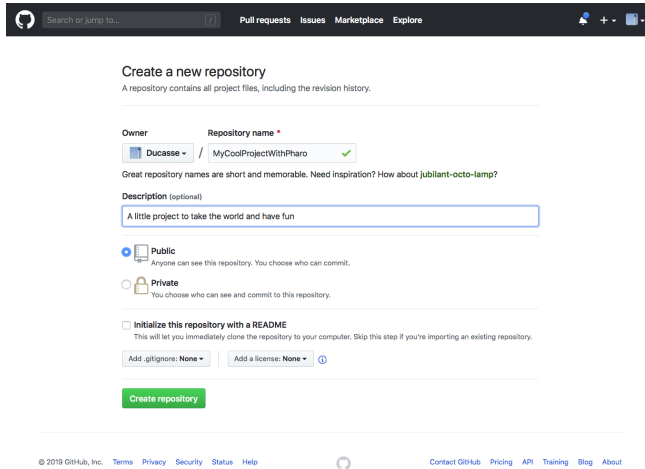 Search or jump to... / Pull requests Issues Marketplace Explore
Create a new repository
A repository contains all project files, including the revision history.
Owner Repository name *
Ducasse / MyCoolProjectWithPharo
Great repository names are short and memorable. Need inspiration? How about jubilant-octo-lamp?
Description (optional)
A little project to take the world and have fun
Public
Anyone can see this repository. You choose who can commit.
Private
You choose who can see and commit to this repository.
Initialize this repository with a README
This will let you immediately clone the repository to your computer. Skip this step if you're importing an existing repository.
Add .gitignore: None Add a license: None
Create repository
© 2019 GitHub, Inc. Terms Privacy Security Status Help Contact GitHub Pricing API Training Blog About